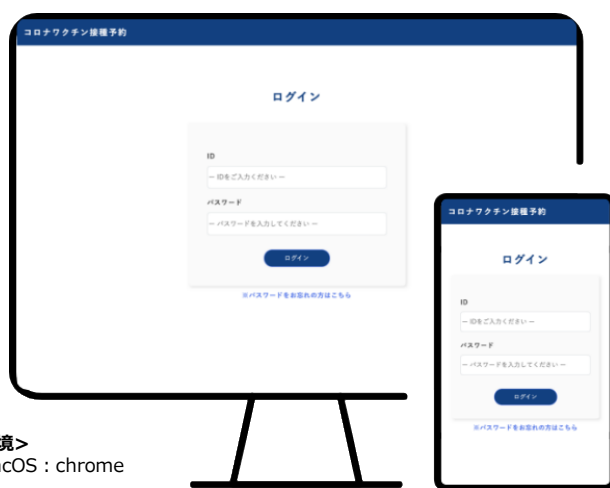 コロナワクチン接種予約
ログイン
ID
ー IDをご入力ください ー
パスワード
ー パスワードを入力してください ー
ログイン
※パスワードをお忘れの方はこちら
コロナワクチン接種予約
ログイン
ID
ー IDをご入力ください ー
パスワード
ー パスワードを入力してください ー
ログイン
※パスワードをお忘れの方はこちら
境>
acOS：chrome